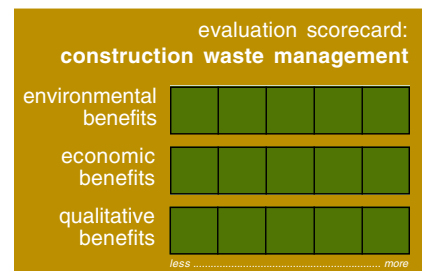 evaluation scorecard:
construction waste management
environmental
benefits
economic
benefits
qualitative
benefits
less ................................................................ more